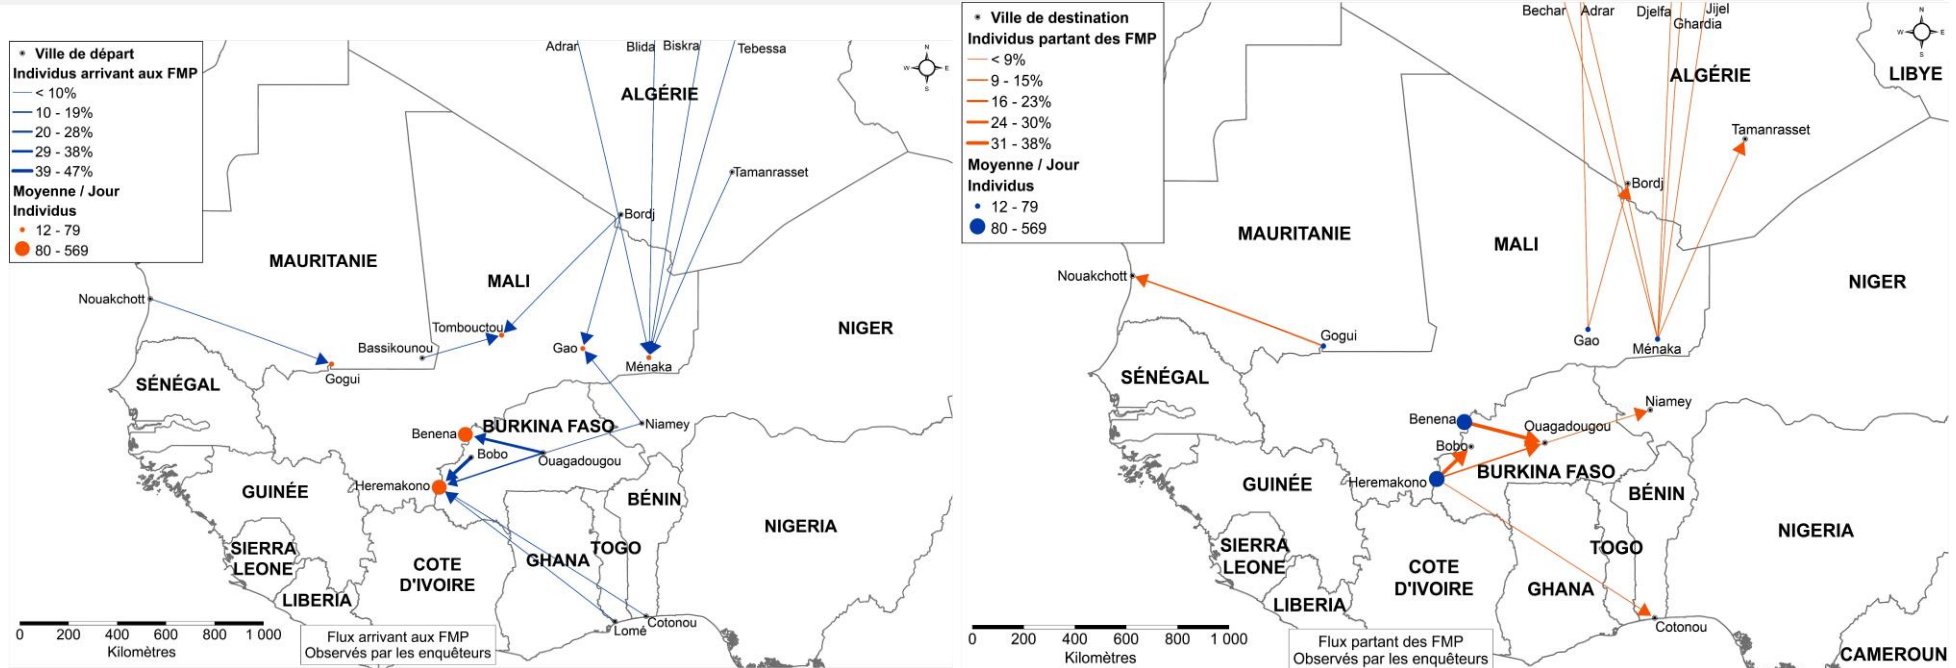 Ville de départ
Individus arrivant aux FMP
< 10%
10 - 19%
20 - 28%
29 - 38%
39 - 47%
Moyenne / Jour
Individus
12 - 79
80 - 569
Adrar
Blida
Biskra
Tebessa
N
W
E
S
ALGÉRIE
Tamanrasset
Bordj
MAURITANIE
MALI
Nouakchott
Tombouctou
Bassikounou
Gao
Ménaka
NIGER
Gogui
SÉNÉGAL
Benena
BURKINA FASO
Niamey
Bobo
Ouagadougou
Heremakono
GUINÉE
BÉNIN
NIGERIA
SIERRA
LEONE
COTE
D'IVOIRE
GHANA
TOGO
LIBERIA
Lomé
Cotonou
0 200 400 600 800 1 000
Kilomètres
Flux arrivant aux FMP
Observés par les enquêteurs
Ville de destination
Individus partant des FMP
< 9%
9 - 15%
16 - 23%
24 - 30%
31 - 38%
Moyenne / Jour
Individus
12 - 79
80 - 569
Bechar
Adrar
Djelfa
Jijel
Ghardia
N
W
E
S
ALGÉRIE
LIBYE
Tamanrasset
Bordj
MAURITANIE
MALI
Nouakchott
NIGER
Gogui
Gao
Ménaka
SÉNÉGAL
Niamey
Benena
Ouagadougou
Bobo
BURKINA FASO
Heremakono
GUINÉE
BÉNIN
NIGERIA
SIERRA
LEONE
TOGO
COTE
D'IVOIRE
GHANA
LIBERIA
Cotonou
CAMEROUN
0 200 400 600 800 1 000
Kilomètres
Flux partant des FMP
Observés par les enquêteurs